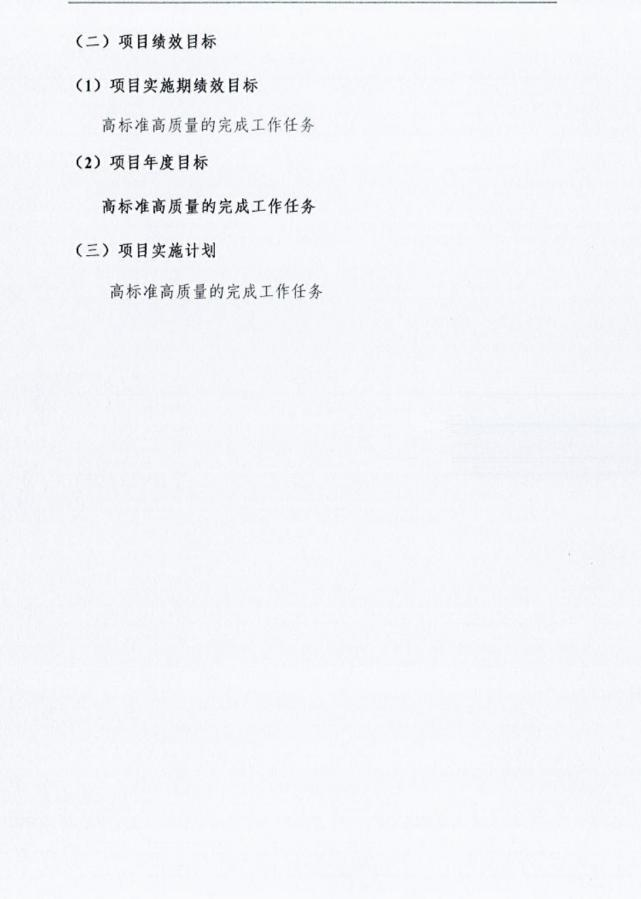 （二）项目绩效目标
（1）项目实施期绩效目标
高标准高质量的完成工作任务
（2）项目年度目标
高标准高质量的完成工作任务
（三）项目实施计划
高标准高质量的完成工作任务